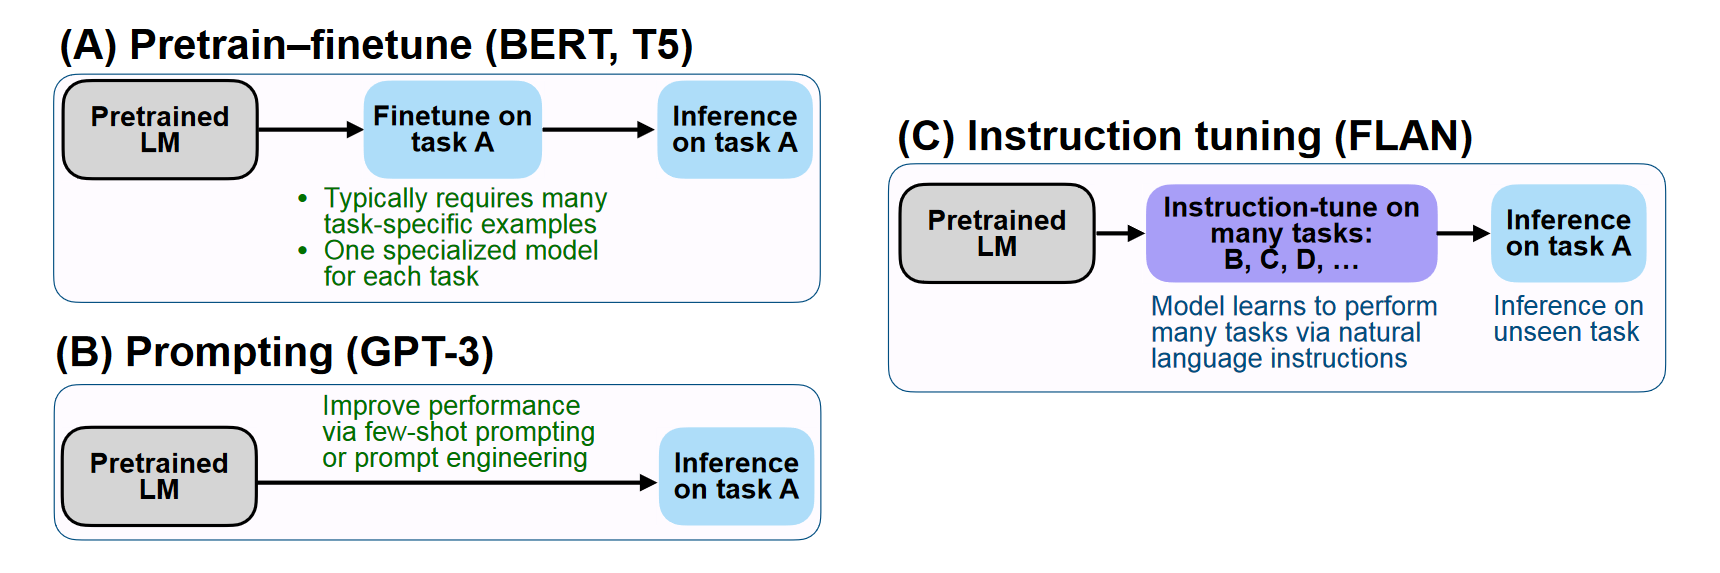 (A) Pretrain–finetune (BERT, T5)
Pretrained
LM
Finetune on
task A
Inference
on task A
• Typically requires many
task-specific examples
• One specialized model
for each task
(B) Prompting (GPT-3)
Improve performance
via few-shot prompting
or prompt engineering
Pretrained
LM
Inference
on task A
(C) Instruction tuning (FLAN)
Pretrained
LM
Instruction-tune on
many tasks:
B, C, D, …
Inference
on task A
Model learns to perform
many tasks via natural
language instructions
Inference on
unseen task